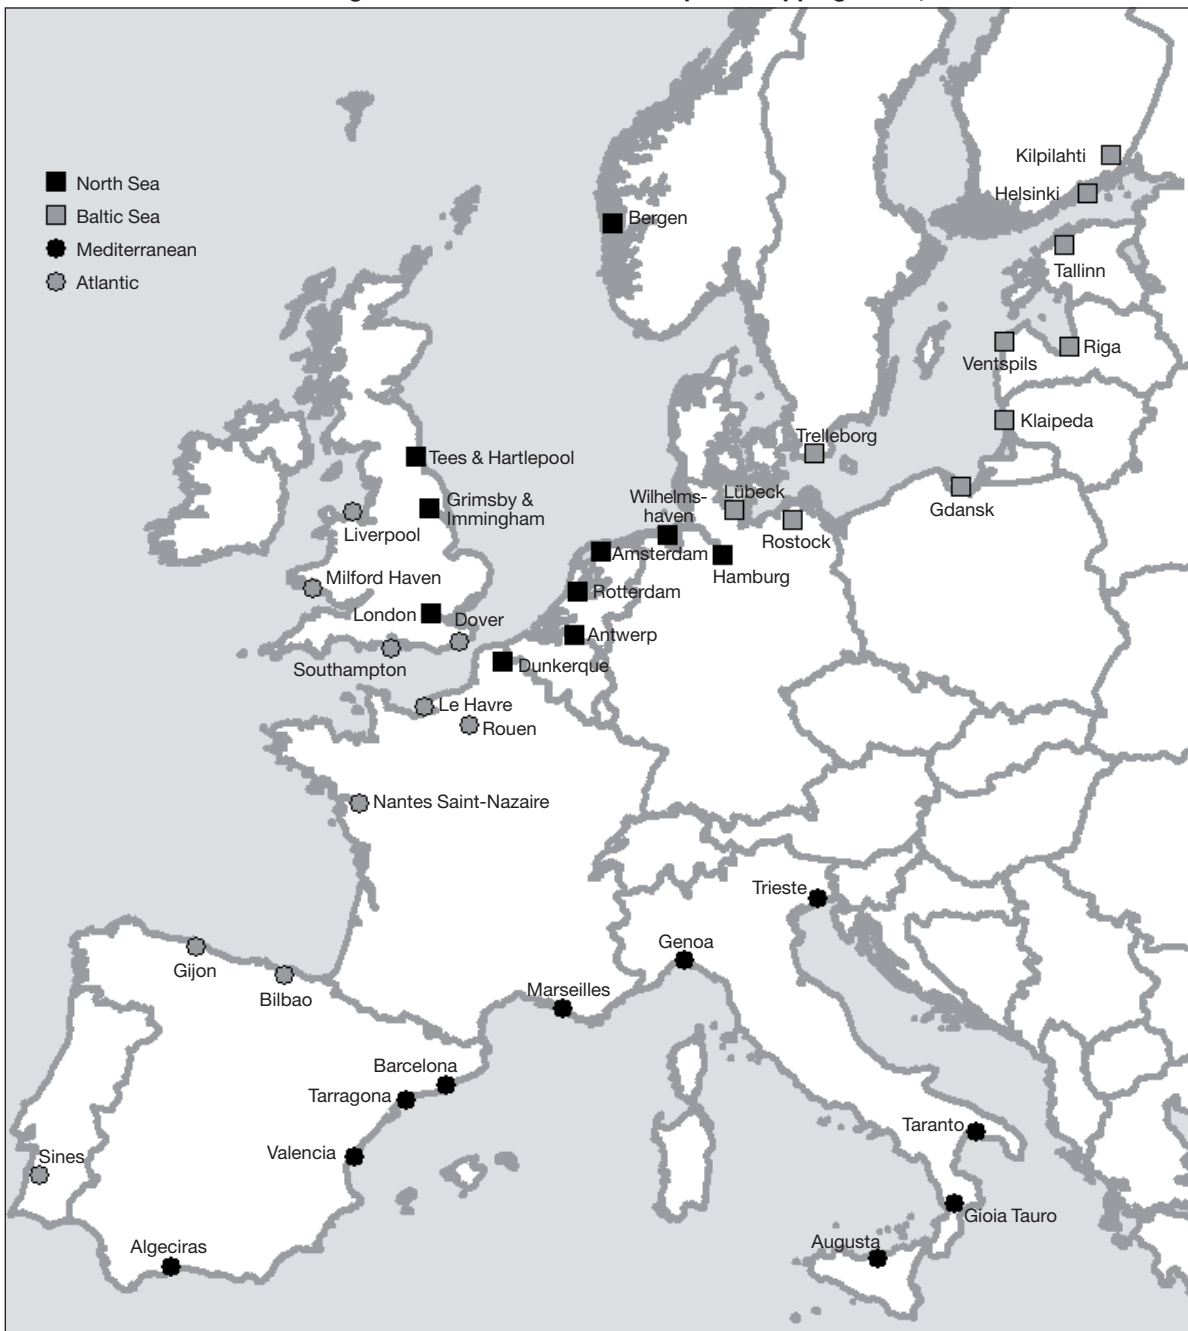 North Sea
Baltic Sea
Mediterranean
Atlantic
Kilpilahti
Helsinki
Bergen
Tallinn
Riga
Ventspils
Klaipeda
Trelleborg
Tees & Hartlepool
Lübeck
Wilhelms-
haven
Grimsby &
Immingham
Gdansk
Liverpool
Rostock
Amsterdam
Hamburg
Milford Haven
Rotterdam
London
Dover
Antwerp
Southampton
Dunkerque
Le Havre
Rouen
Nantes Saint-Nazaire
Trieste
Genoa
Gijon
Bilbao
Marseilles
Barcelona
Tarragona
Taranto
Valencia
Sines
Gioia Tauro
Augusta
Algeciras